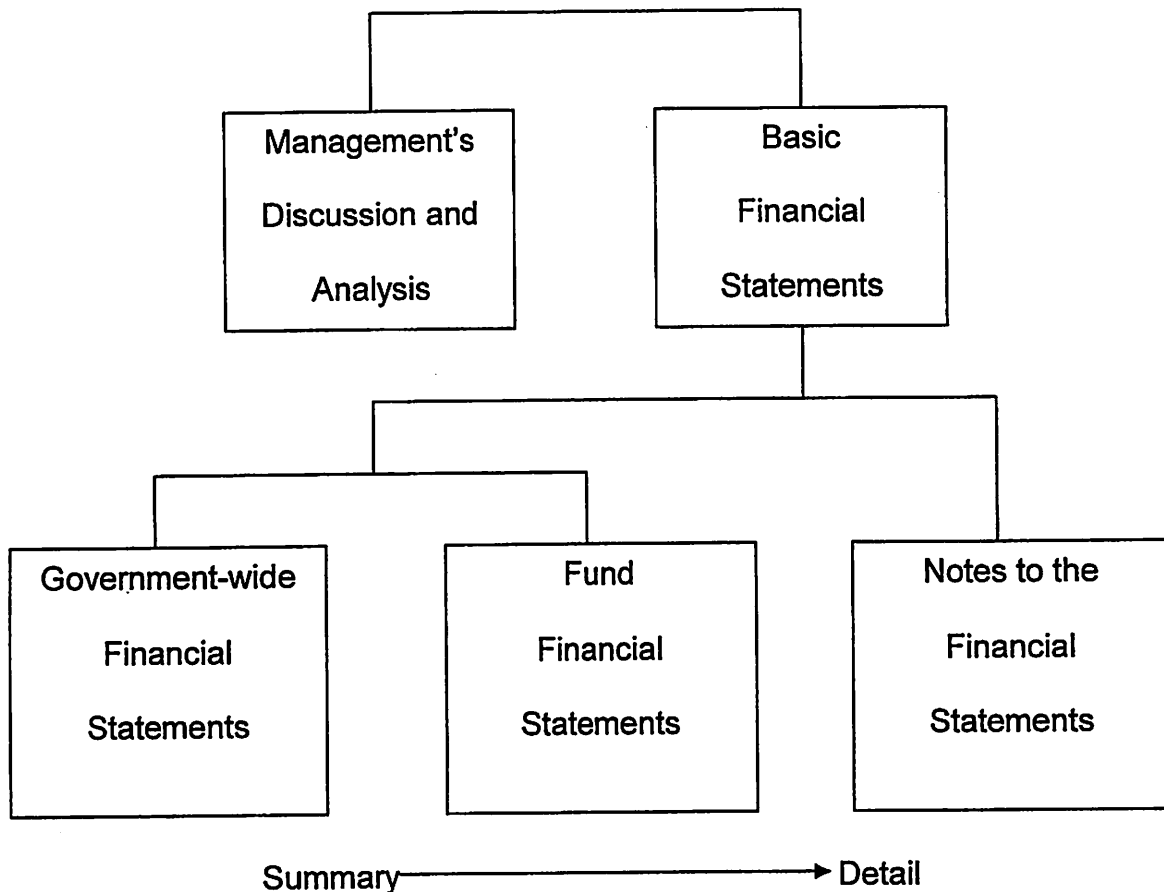 Management's
Discussion and
Analysis
Basic
Financial
Statements
Government-wide
Financial
Statements
Fund
Financial
Statements
Notes to the
Financial
Statements
Summary
Detail